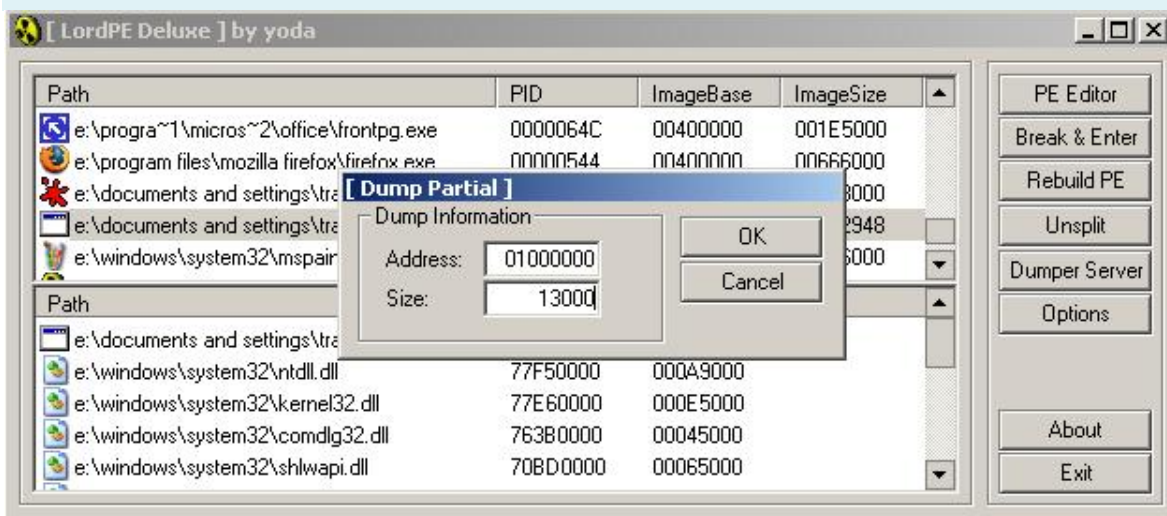 [ LordPE Deluxe ] by yoda
Path PID ImageBase ImageSize
e:\progra~1\micros~2\office\frontpg.exe 0000064C 00400000 001E5000
e:\program files\mozilla firefox\firefox.exe 00000544 00400000 00666000
e:\documents and settings\tra
e:\documents and settings\tra 2948
e:\windows\system32\mspain
[ Dump Partial ]
Dump Information
Address: 01000000
Size: 13000
OK
Cancel
Path
e:\documents and settings\tra
e:\windows\system32\ntdll.dll 77F50000 000A9000
e:\windows\system32\kernel32.dll 77E60000 000E5000
e:\windows\system32\comdlg32.dll 763B0000 00045000
e:\windows\system32\shlwapi.dll 70BD0000 00065000
PE Editor
Break & Enter
Rebuild PE
Unsplit
Dumper Server
Options
About
Exit